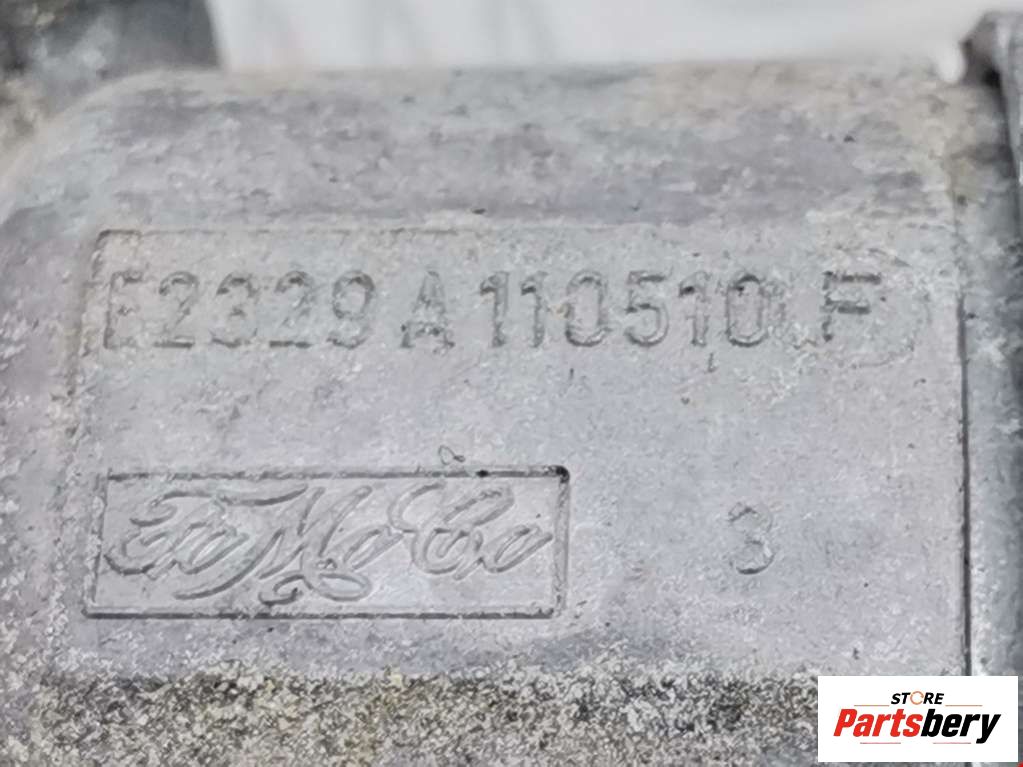 E2329 A 110510 F
FoMoCo
3
STORE
Partsbery